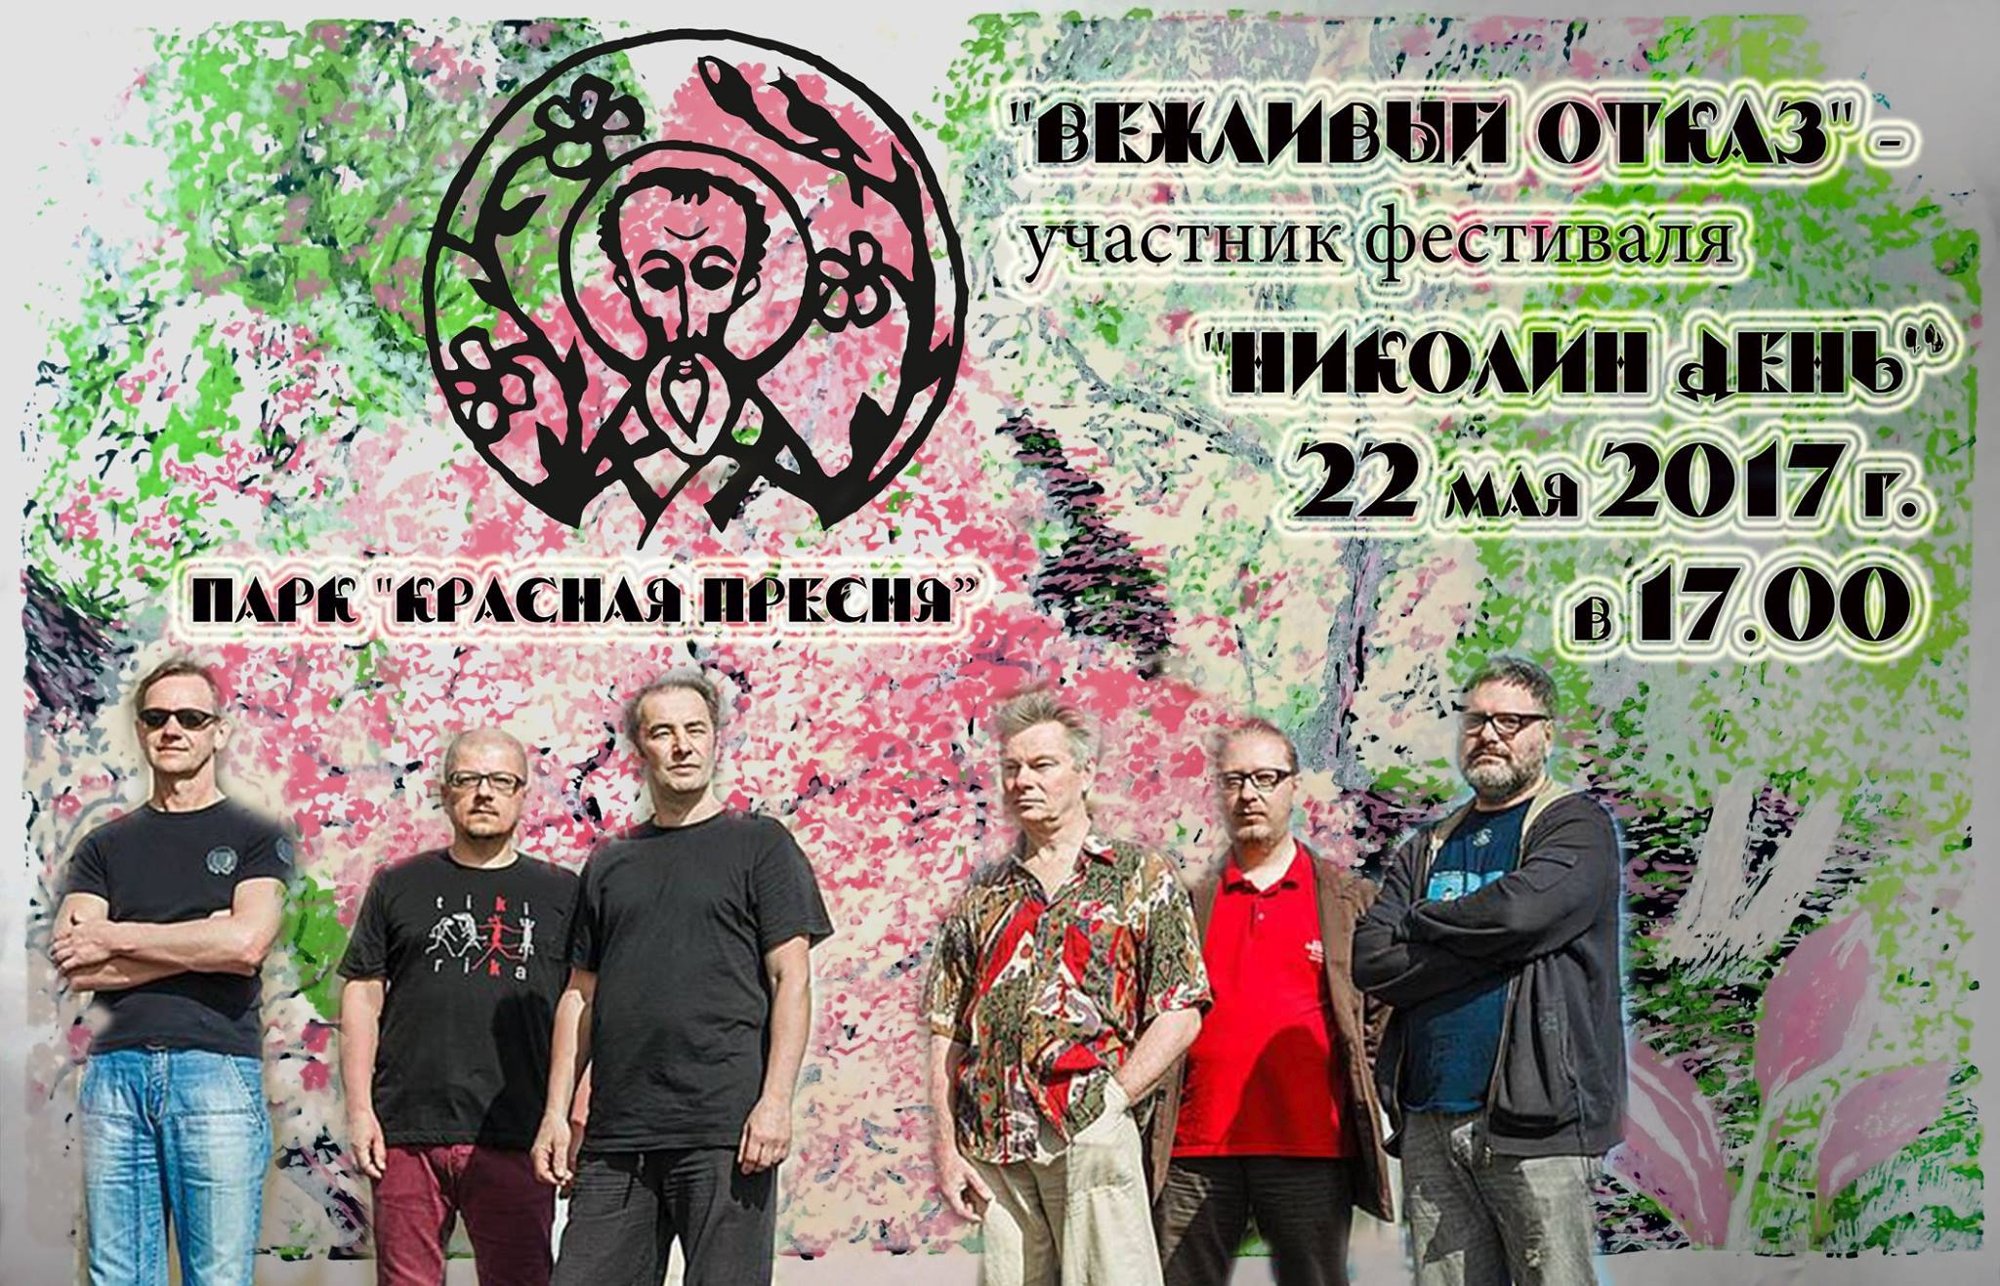 "ВЕЖЛИВЫЙ ОТКАЗ" -
участник фестиваля
"НИКОЛИН ДЕНЬ"
22 мая 2017 г.
в 17.00
ПАРК "КРАСНАЯ ПРЕСНЯ”
tiki
rika